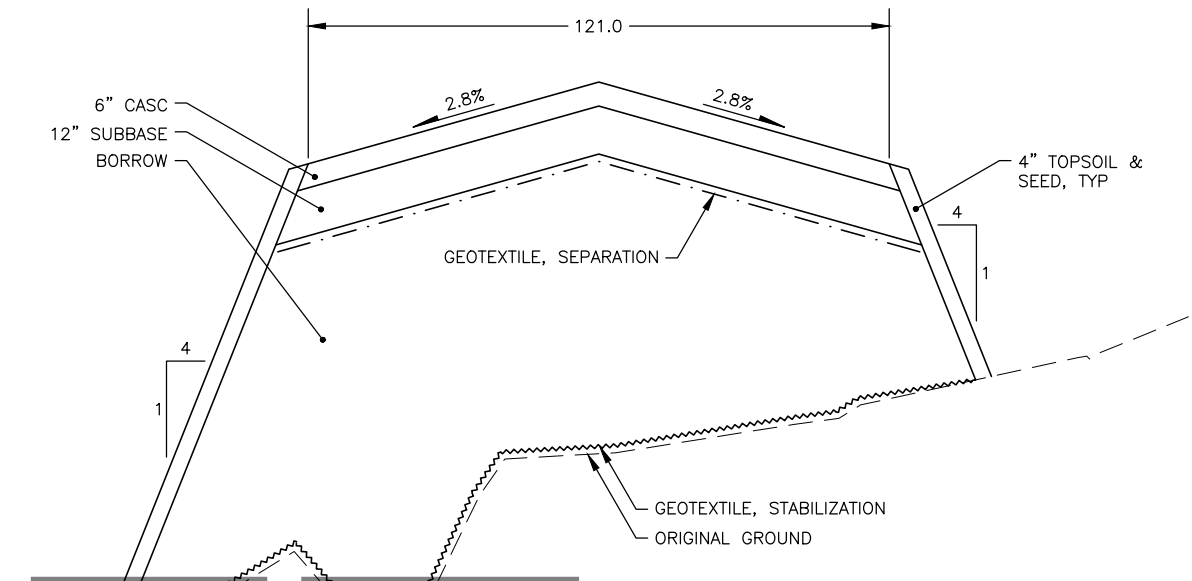 121.0
2.8%
2.8%
6” CASC
12” SUBBASE
BORROW
4” TOPSOIL &
SEED, TYP
4
1
GEOTEXTILE, SEPARATION
4
1
GEOTEXTILE, STABILIZATION
ORIGINAL GROUND